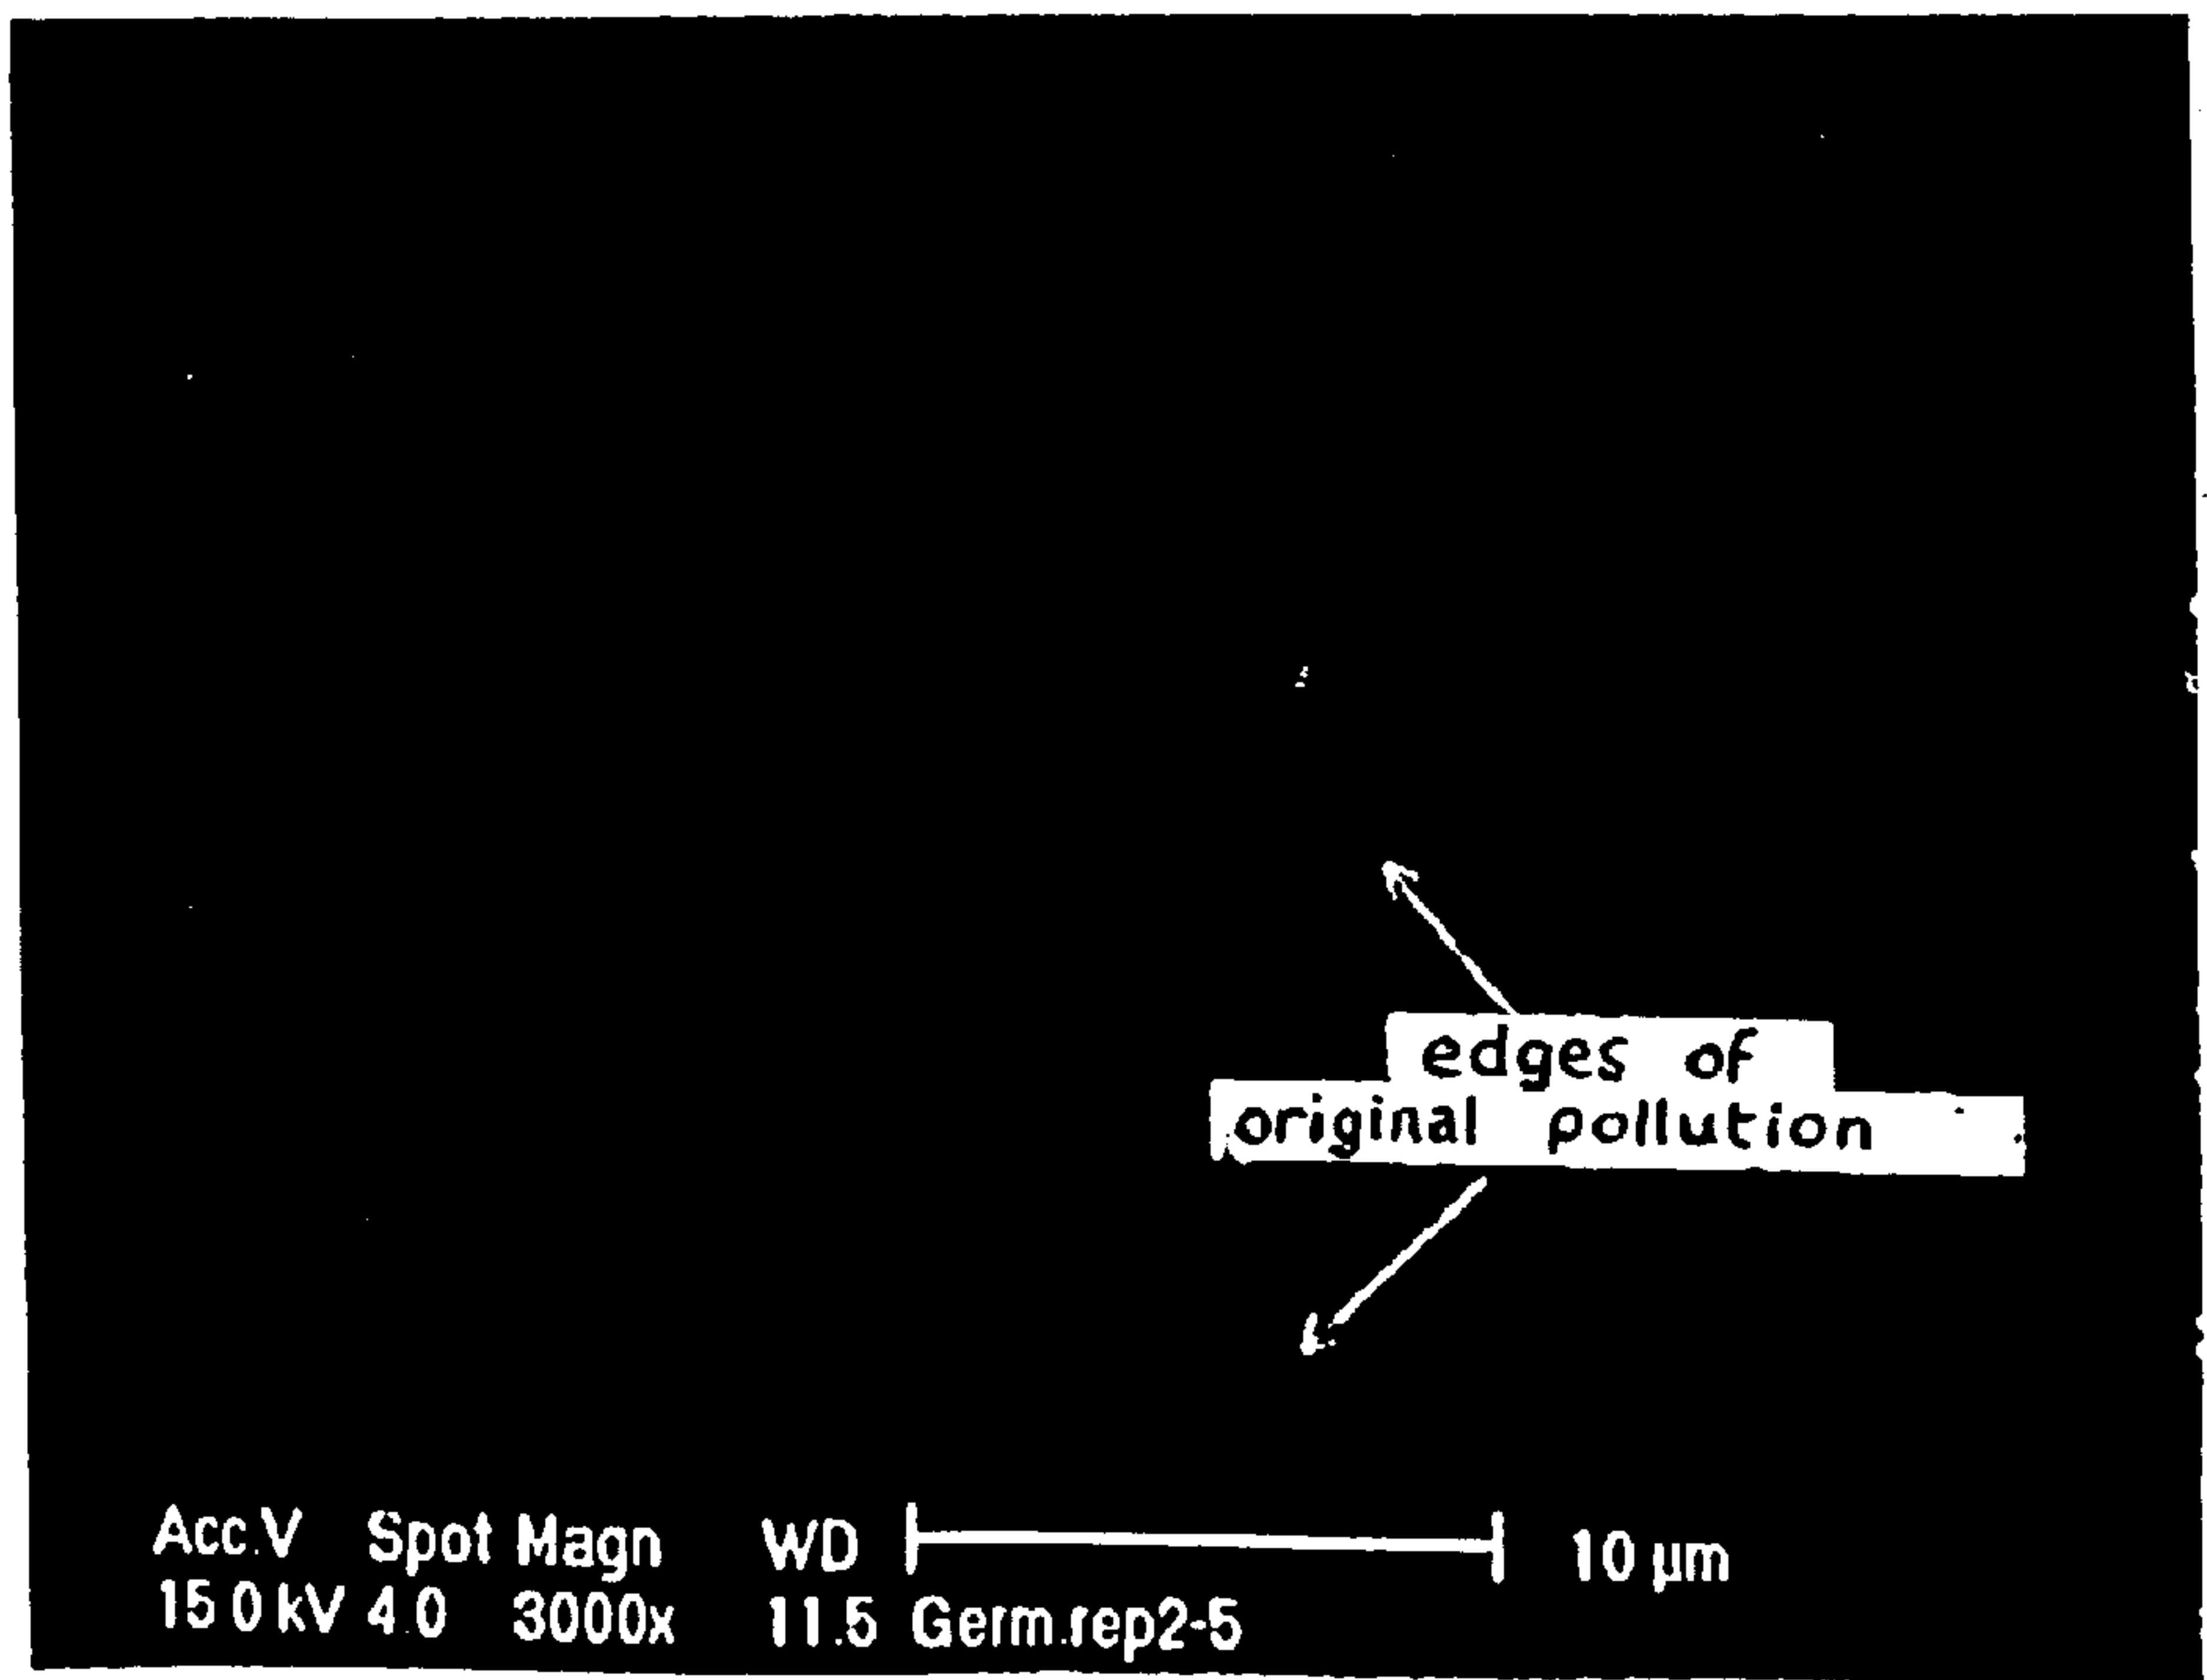 edges of
original pollution
Acc.V Spot Magn WD 10 µm
15 0 kV 4.0 3000x 11.5 Germ.rep2-5